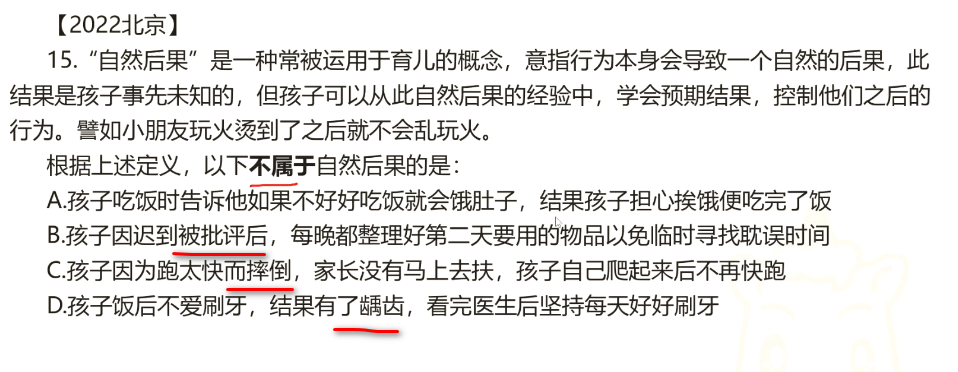 【2022北京】
15.“自然后果”是一种常被运用于育儿的概念，意指行为本身会导致一个自然的后果，此
结果是孩子事先未知的，但孩子可以从此自然后果的经验中，学会预期结果，控制他们之后的
行为。譬如小朋友玩火烫到了之后就不会乱玩火。
根据上述定义，以下不属于自然后果的是：
A.孩子吃饭时告诉他如果不好好吃饭就会饿肚子，结果孩子担心挨饿便吃完了饭
B.孩子因迟到被批评后，每晚都整理好第二天要用的物品以免临时寻找耽误时间
C.孩子因为跑太快而摔倒，家长没有马上去扶，孩子自己爬起来后不再快跑
D.孩子饭后不爱刷牙，结果有了龋齿，看完医生后坚持每天好好刷牙